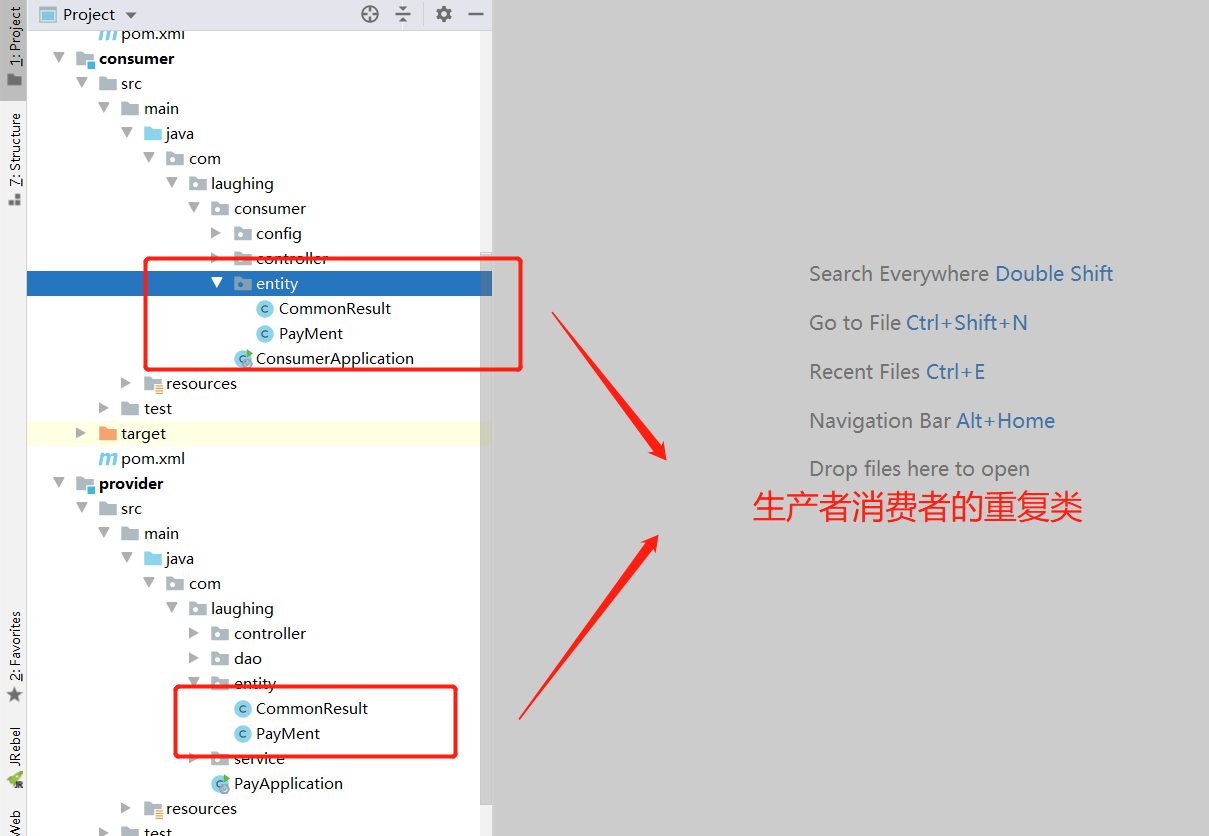 Project
pom.xml
consumer
src
main
java
com
laughing
consumer
config
controller
entity
CommonResult
PayMent
ConsumerApplication
resources
test
target
pom.xml
provider
src
main
java
com
laughing
controller
dao
entity
CommonResult
PayMent
service
PayApplication
resources
test
1: Project
7: Structure
2: Favorites
JRebel
Web
Search Everywhere Double Shift
Go to File Ctrl+Shift+N
Recent Files Ctrl+E
Navigation Bar Alt+Home
Drop files here to open
生产者消费者的重复类